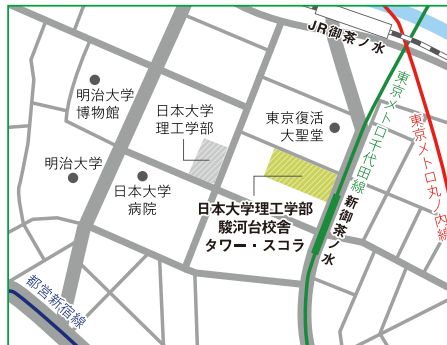 JR御茶ノ水
明治大学
博物館
日本大学
理工学部
東京復活
大聖堂
東京メトロ千代田線
東京メトロ丸ノ内線
明治大学
日本大学
病院
日本大学理工学部
駿河台校舎
タワー・スコラ
新御茶ノ水
都営新宿線